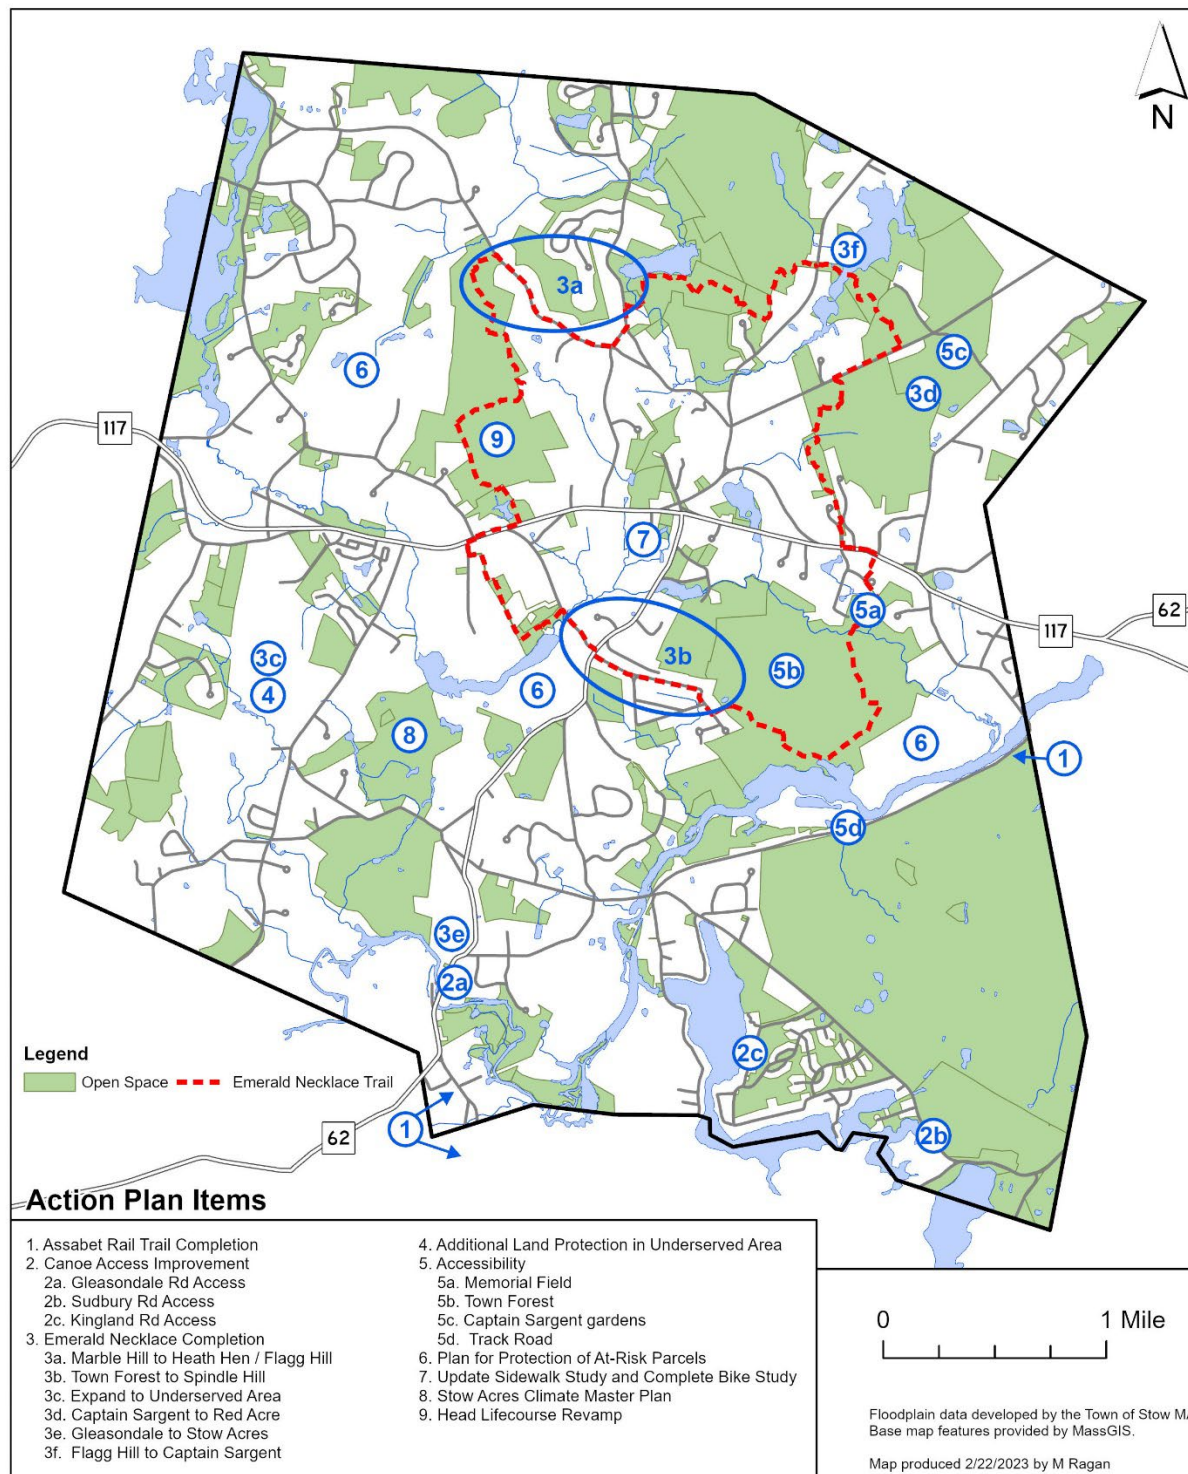 N
3f
3a
5c
6
3d
117
9
7
5a
62
117
3c
3b
5b
4
6
8
6
1
5d
3e
2a
2c
Legend
Open Space
Emerald Necklace Trail
1
62
2b
Action Plan Items
1. Assabet Rail Trail Completion
2. Canoe Access Improvement
2a. Gleasondale Rd Access
2b. Sudbury Rd Access
2c. Kingland Rd Access
3. Emerald Necklace Completion
3a. Marble Hill to Heath Hen / Flagg Hill
3b. Town Forest to Spindle Hill
3c. Expand to Underserved Area
3d. Captain Sargent to Red Acre
3e. Gleasondale to Stow Acres
3f. Flagg Hill to Captain Sargent
4. Additional Land Protection in Underserved Area
5. Accessibility
5a. Memorial Field
5b. Town Forest
5c. Captain Sargent gardens
5d. Track Road
6. Plan for Protection of At-Risk Parcels
7. Update Sidewalk Study and Complete Bike Study
8. Stow Acres Climate Master Plan
9. Head Lifecourse Revamp
0 1 Mile
Floodplain data developed by the Town of Stow MA
Base map features provided by MassGIS.
Map produced 2/22/2023 by M Ragan